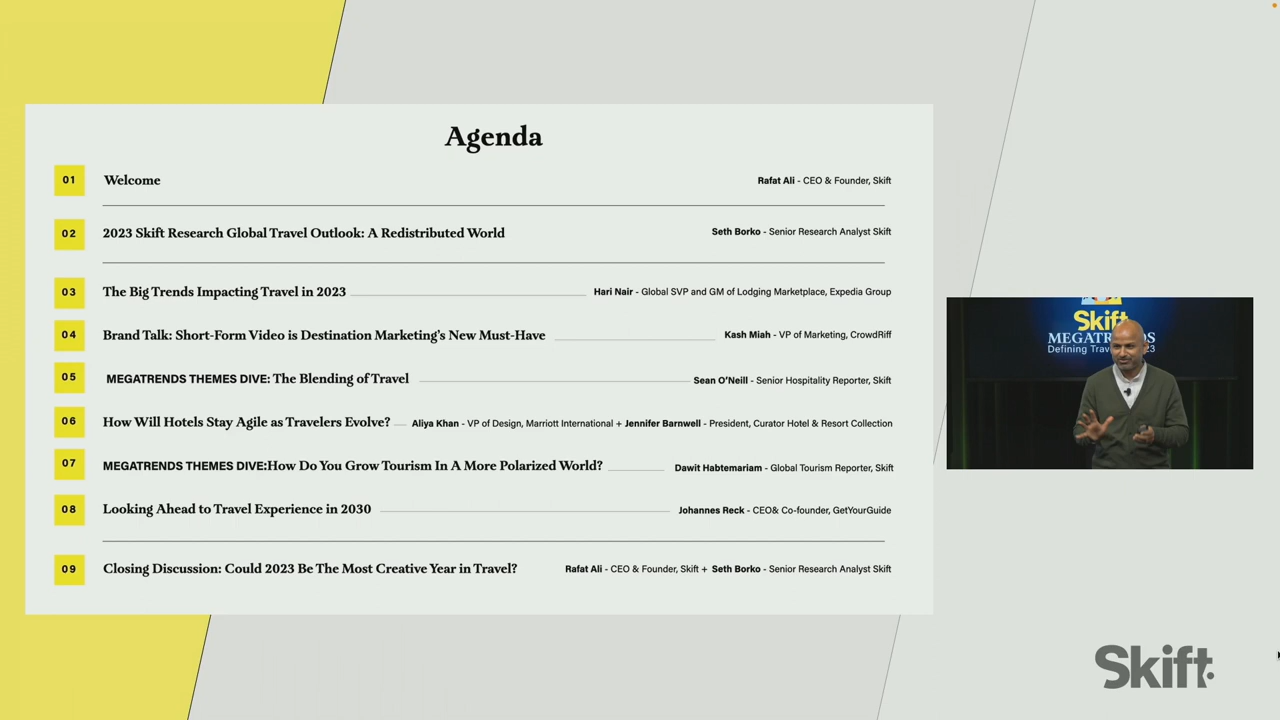 Agenda
01 Welcome Rafat Ali - CEO & Founder, Skift
02 2023 Skift Research Global Travel Outlook: A Redistributed World Seth Borko - Senior Research Analyst Skift
03 The Big Trends Impacting Travel in 2023 Hari Nair - Global SVP and GM of Lodging Marketplace, Expedia Group
04 Brand Talk: Short-Form Video is Destination Marketing's New Must-Have Kash Miah - VP of Marketing, CrowdRiff
05 MEGATRENDS THEMES DIVE: The Blending of Travel Sean O'Neill - Senior Hospitality Reporter, Skift
06 How Will Hotels Stay Agile as Travelers Evolve? Aliya Khan - VP of Design, Marriott International + Jennifer Barnwell - President, Curator Hotel & Resort Collection
07 MEGATRENDS THEMES DIVE:How Do You Grow Tourism In A More Polarized World? Dawit Habtemariam - Global Tourism Reporter, Skift
08 Looking Ahead to Travel Experience in 2030 Johannes Reck - CEO& Co-founder, GetYourGuide
09 Closing Discussion: Could 2023 Be The Most Creative Year in Travel? Rafat Ali - CEO & Founder, Skift + Seth Borko - Senior Research Analyst Skift
Skift
Defining
Skift